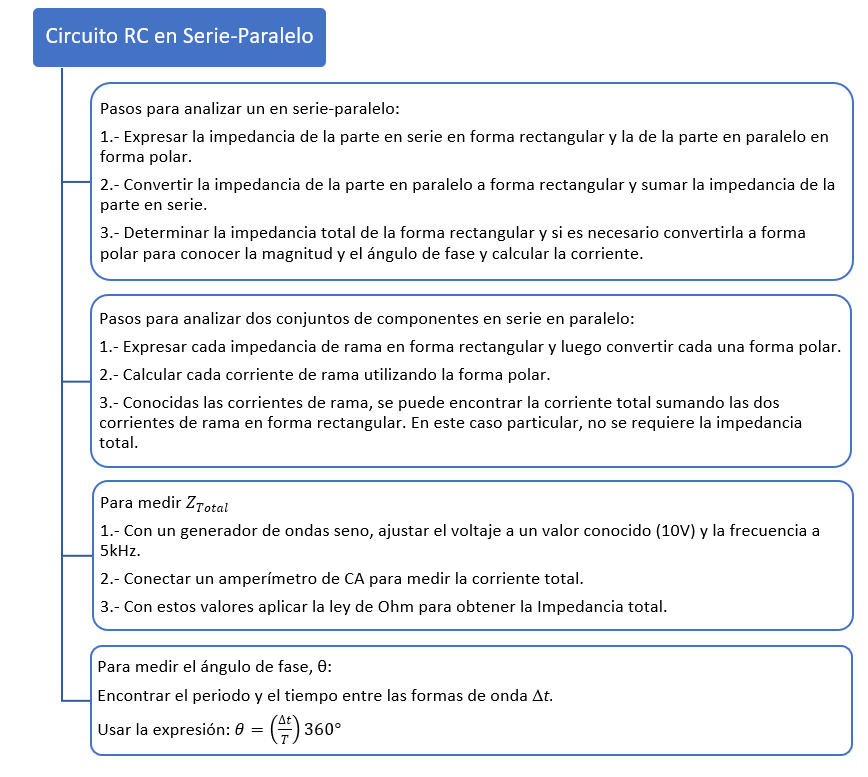 Circuito RC en Serie-Paralelo
Pasos para analizar un en serie-paralelo:
1.- Expresar la impedancia de la parte en serie en forma rectangular y la de la parte en paralelo en
forma polar.
2.- Convertir la impedancia de la parte en paralelo a forma rectangular y sumar la impedancia de la
parte en serie.
3.- Determinar la impedancia total de la forma rectangular y si es necesario convertirla a forma
polar para conocer la magnitud y el ángulo de fase y calcular la corriente.
Pasos para analizar dos conjuntos de componentes en serie en paralelo:
1.- Expresar cada impedancia de rama en forma rectangular y luego convertir cada una forma polar.
2.- Calcular cada corriente de rama utilizando la forma polar.
3.- Conocidas las corrientes de rama, se puede encontrar la corriente total sumando las dos
corrientes de rama en forma rectangular. En este caso particular, no se requiere la impedancia
total.
Para medir Z_Total
1.- Con un generador de ondas seno, ajustar el voltaje a un valor conocido (10V) y la frecuencia a
5kHz.
2.- Conectar un amperímetro de CA para medir la corriente total.
3.- Con estos valores aplicar la ley de Ohm para obtener la Impedancia total.
Para medir el ángulo de fase, θ:
Encontrar el periodo y el tiempo entre las formas de onda Δt.
Usar la expresión: θ = (Δt/T) 360°